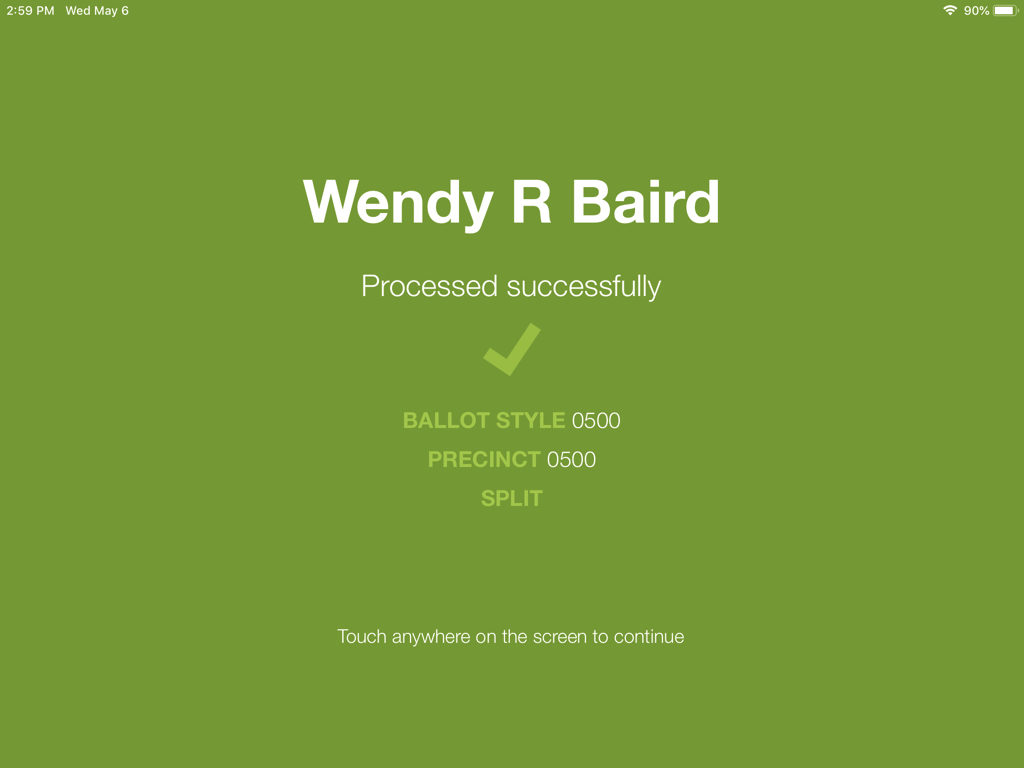 2:59 PM Wed May 6 90%
Wendy R Baird
Processed successfully
BALLOT STYLE 0500
PRECINCT 0500
SPLIT
Touch anywhere on the screen to continue